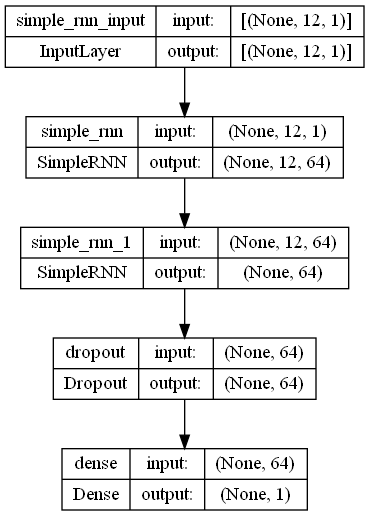 simple_rnn_input input: [(None, 12, 1)]
InputLayer output: [(None, 12, 1)]
simple_rnn input: (None, 12, 1)
SimpleRNN output: (None, 12, 64)
simple_rnn_1 input: (None, 12, 64)
SimpleRNN output: (None, 64)
dropout input: (None, 64)
Dropout output: (None, 64)
dense input: (None, 64)
Dense output: (None, 1)